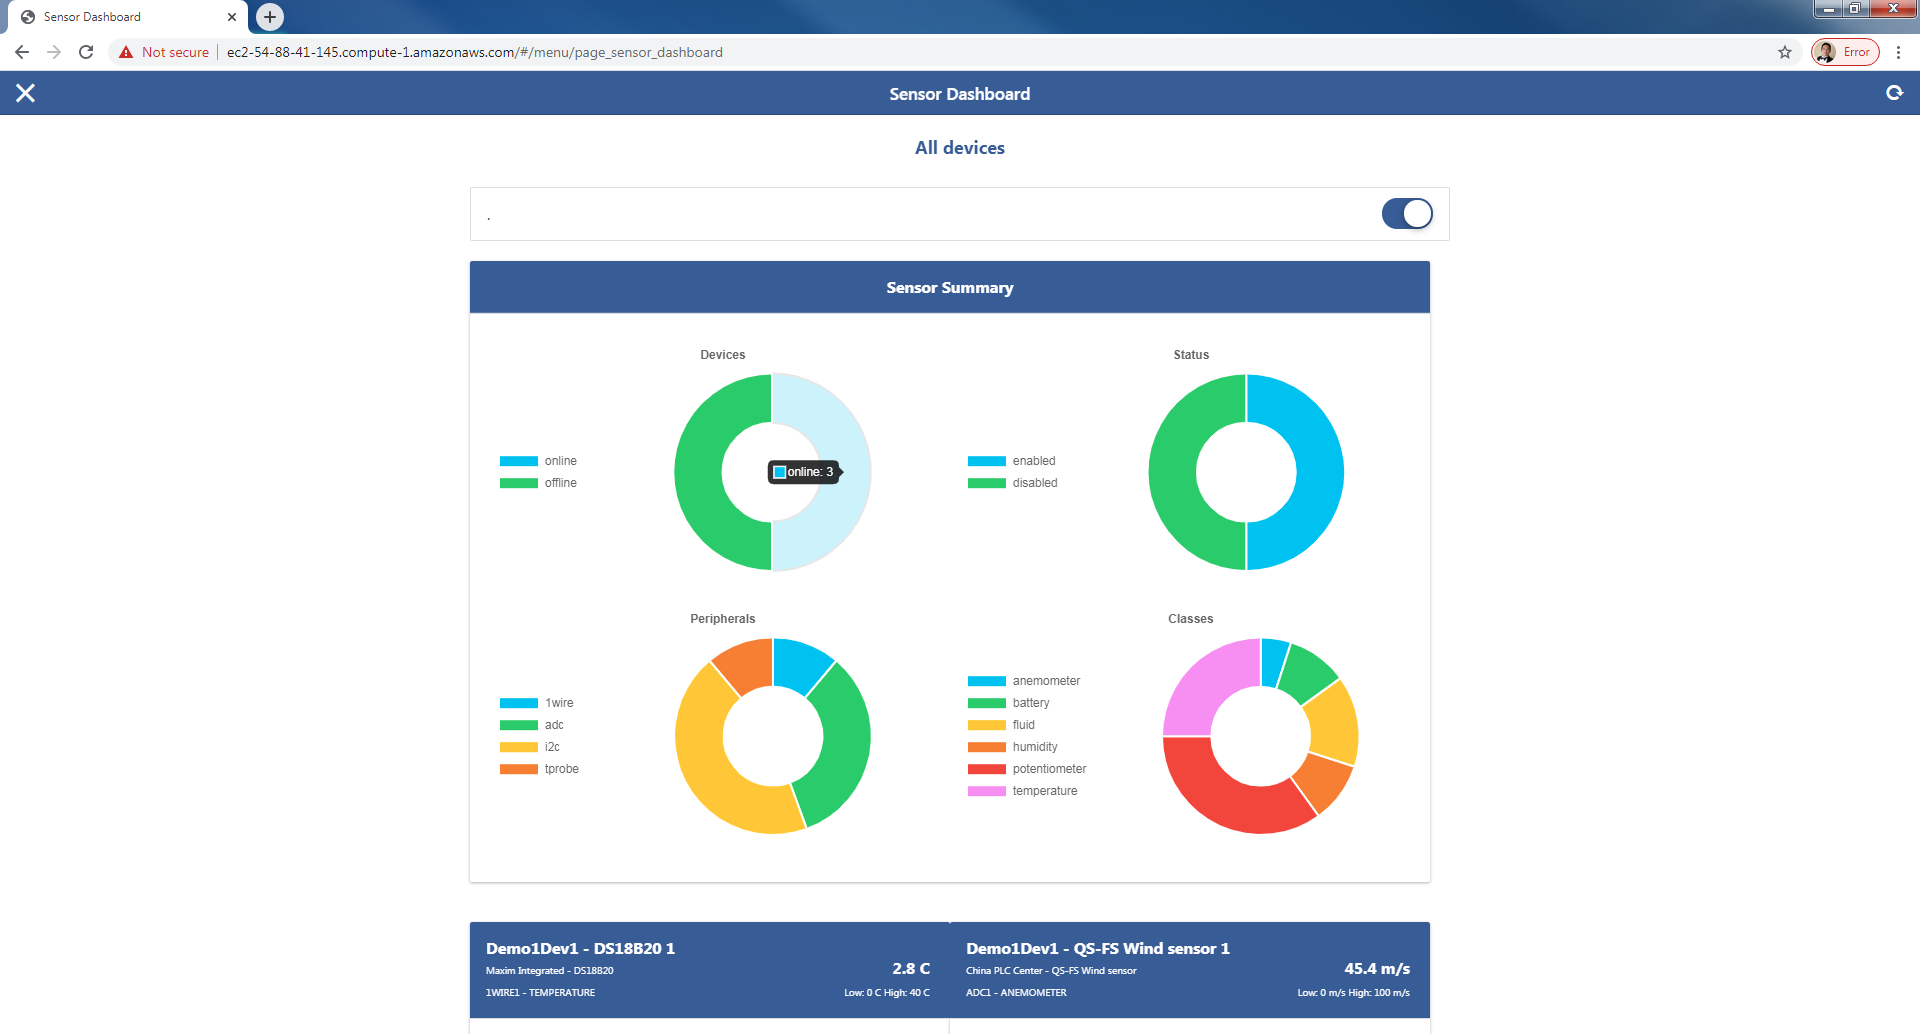 Sensor Dashboard
Not secure
ec2-54-88-41-145.compute-1.amazonaws.com/#/menu/page_sensor_dashboard
Error
Sensor Dashboard
All devices
.
Sensor Summary
Devices
online
offline
online: 3
Status
enabled
disabled
Peripherals
1wire
adc
i2c
tprobe
Classes
anemometer
battery
fluid
humidity
potentiometer
temperature
Demo1Dev1 - DS18B20 1
Maxim Integrated - DS18B20
2.8 C
1WIRE1 - TEMPERATURE
Low: 0 C High: 40 C
Demo1Dev1 - QS-FS Wind sensor 1
China PLC Center - QS-FS Wind sensor
45.4 m/s
ADC1 - ANEMOMETER
Low: 0 m/s High: 100 m/s